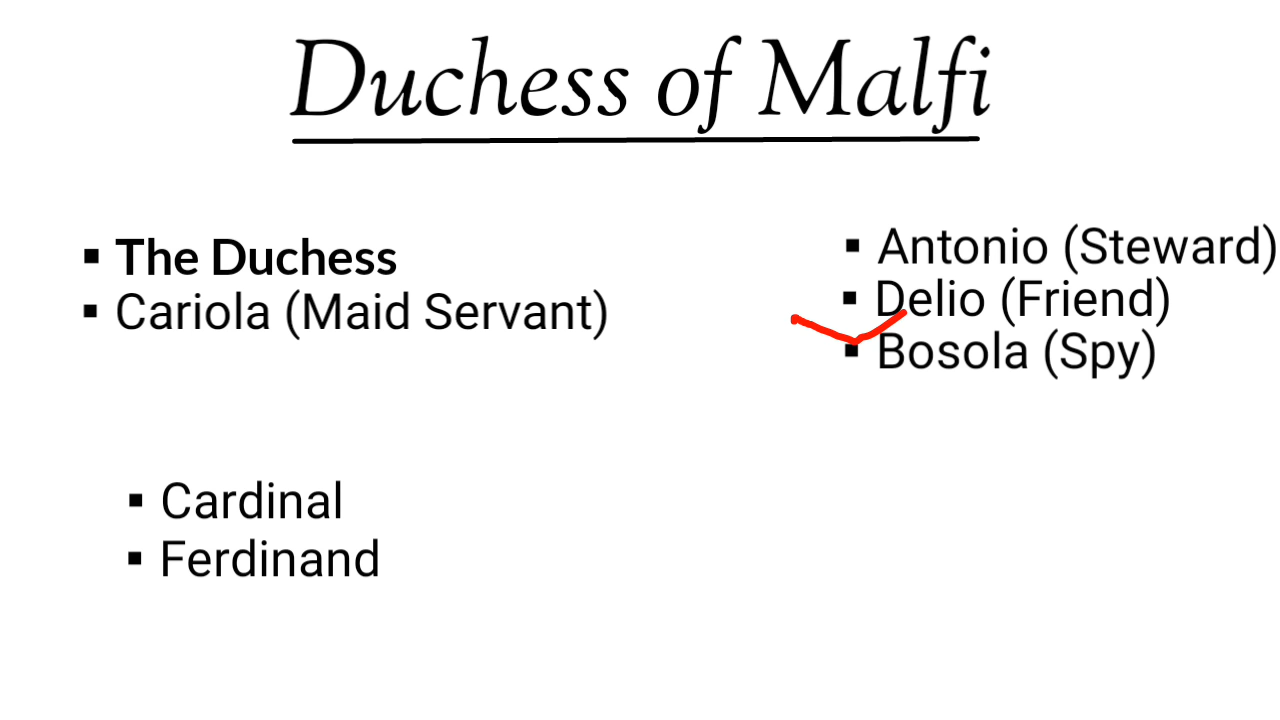 Duchess of Malfi
▪ The Duchess
▪ Cariola (Maid Servant)
▪ Antonio (Steward)
▪ Delio (Friend)
▪ Bosola (Spy)
▪ Cardinal
▪ Ferdinand